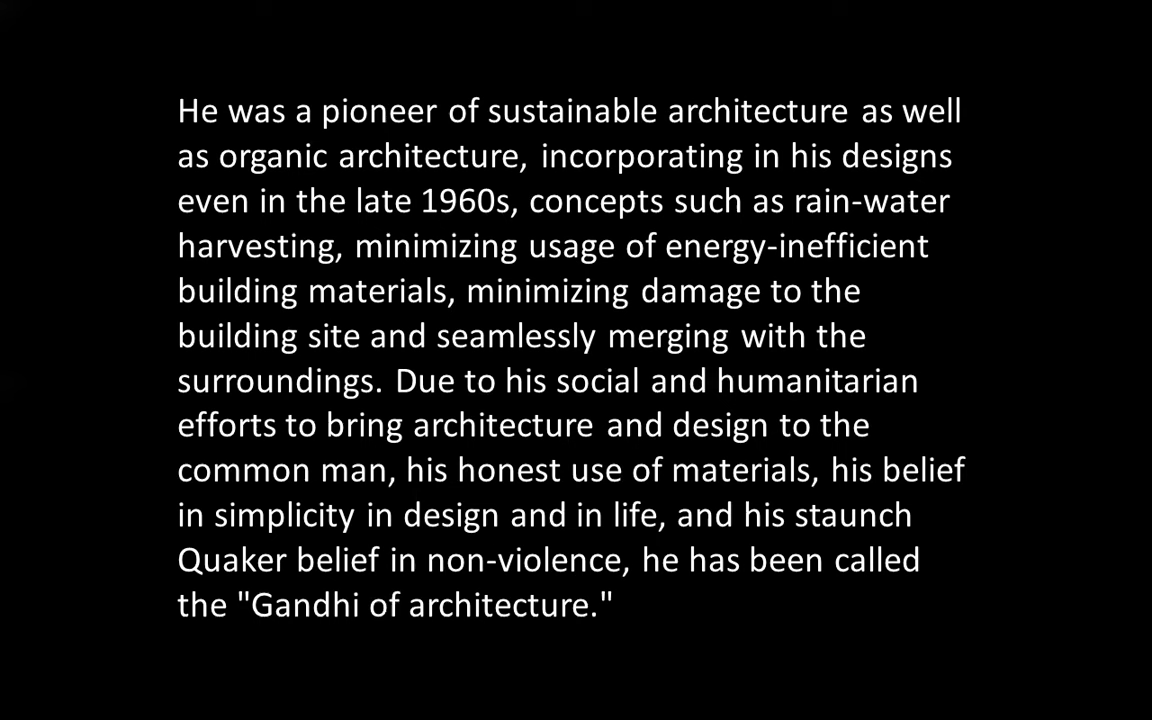 He was a pioneer of sustainable architecture as well
as organic architecture, incorporating in his designs
even in the late 1960s, concepts such as rain-water
harvesting, minimizing usage of energy-inefficient
building materials, minimizing damage to the
building site and seamlessly merging with the
surroundings. Due to his social and humanitarian
efforts to bring architecture and design to the
common man, his honest use of materials, his belief
in simplicity in design and in life, and his staunch
Quaker belief in non-violence, he has been called
the "Gandhi of architecture."